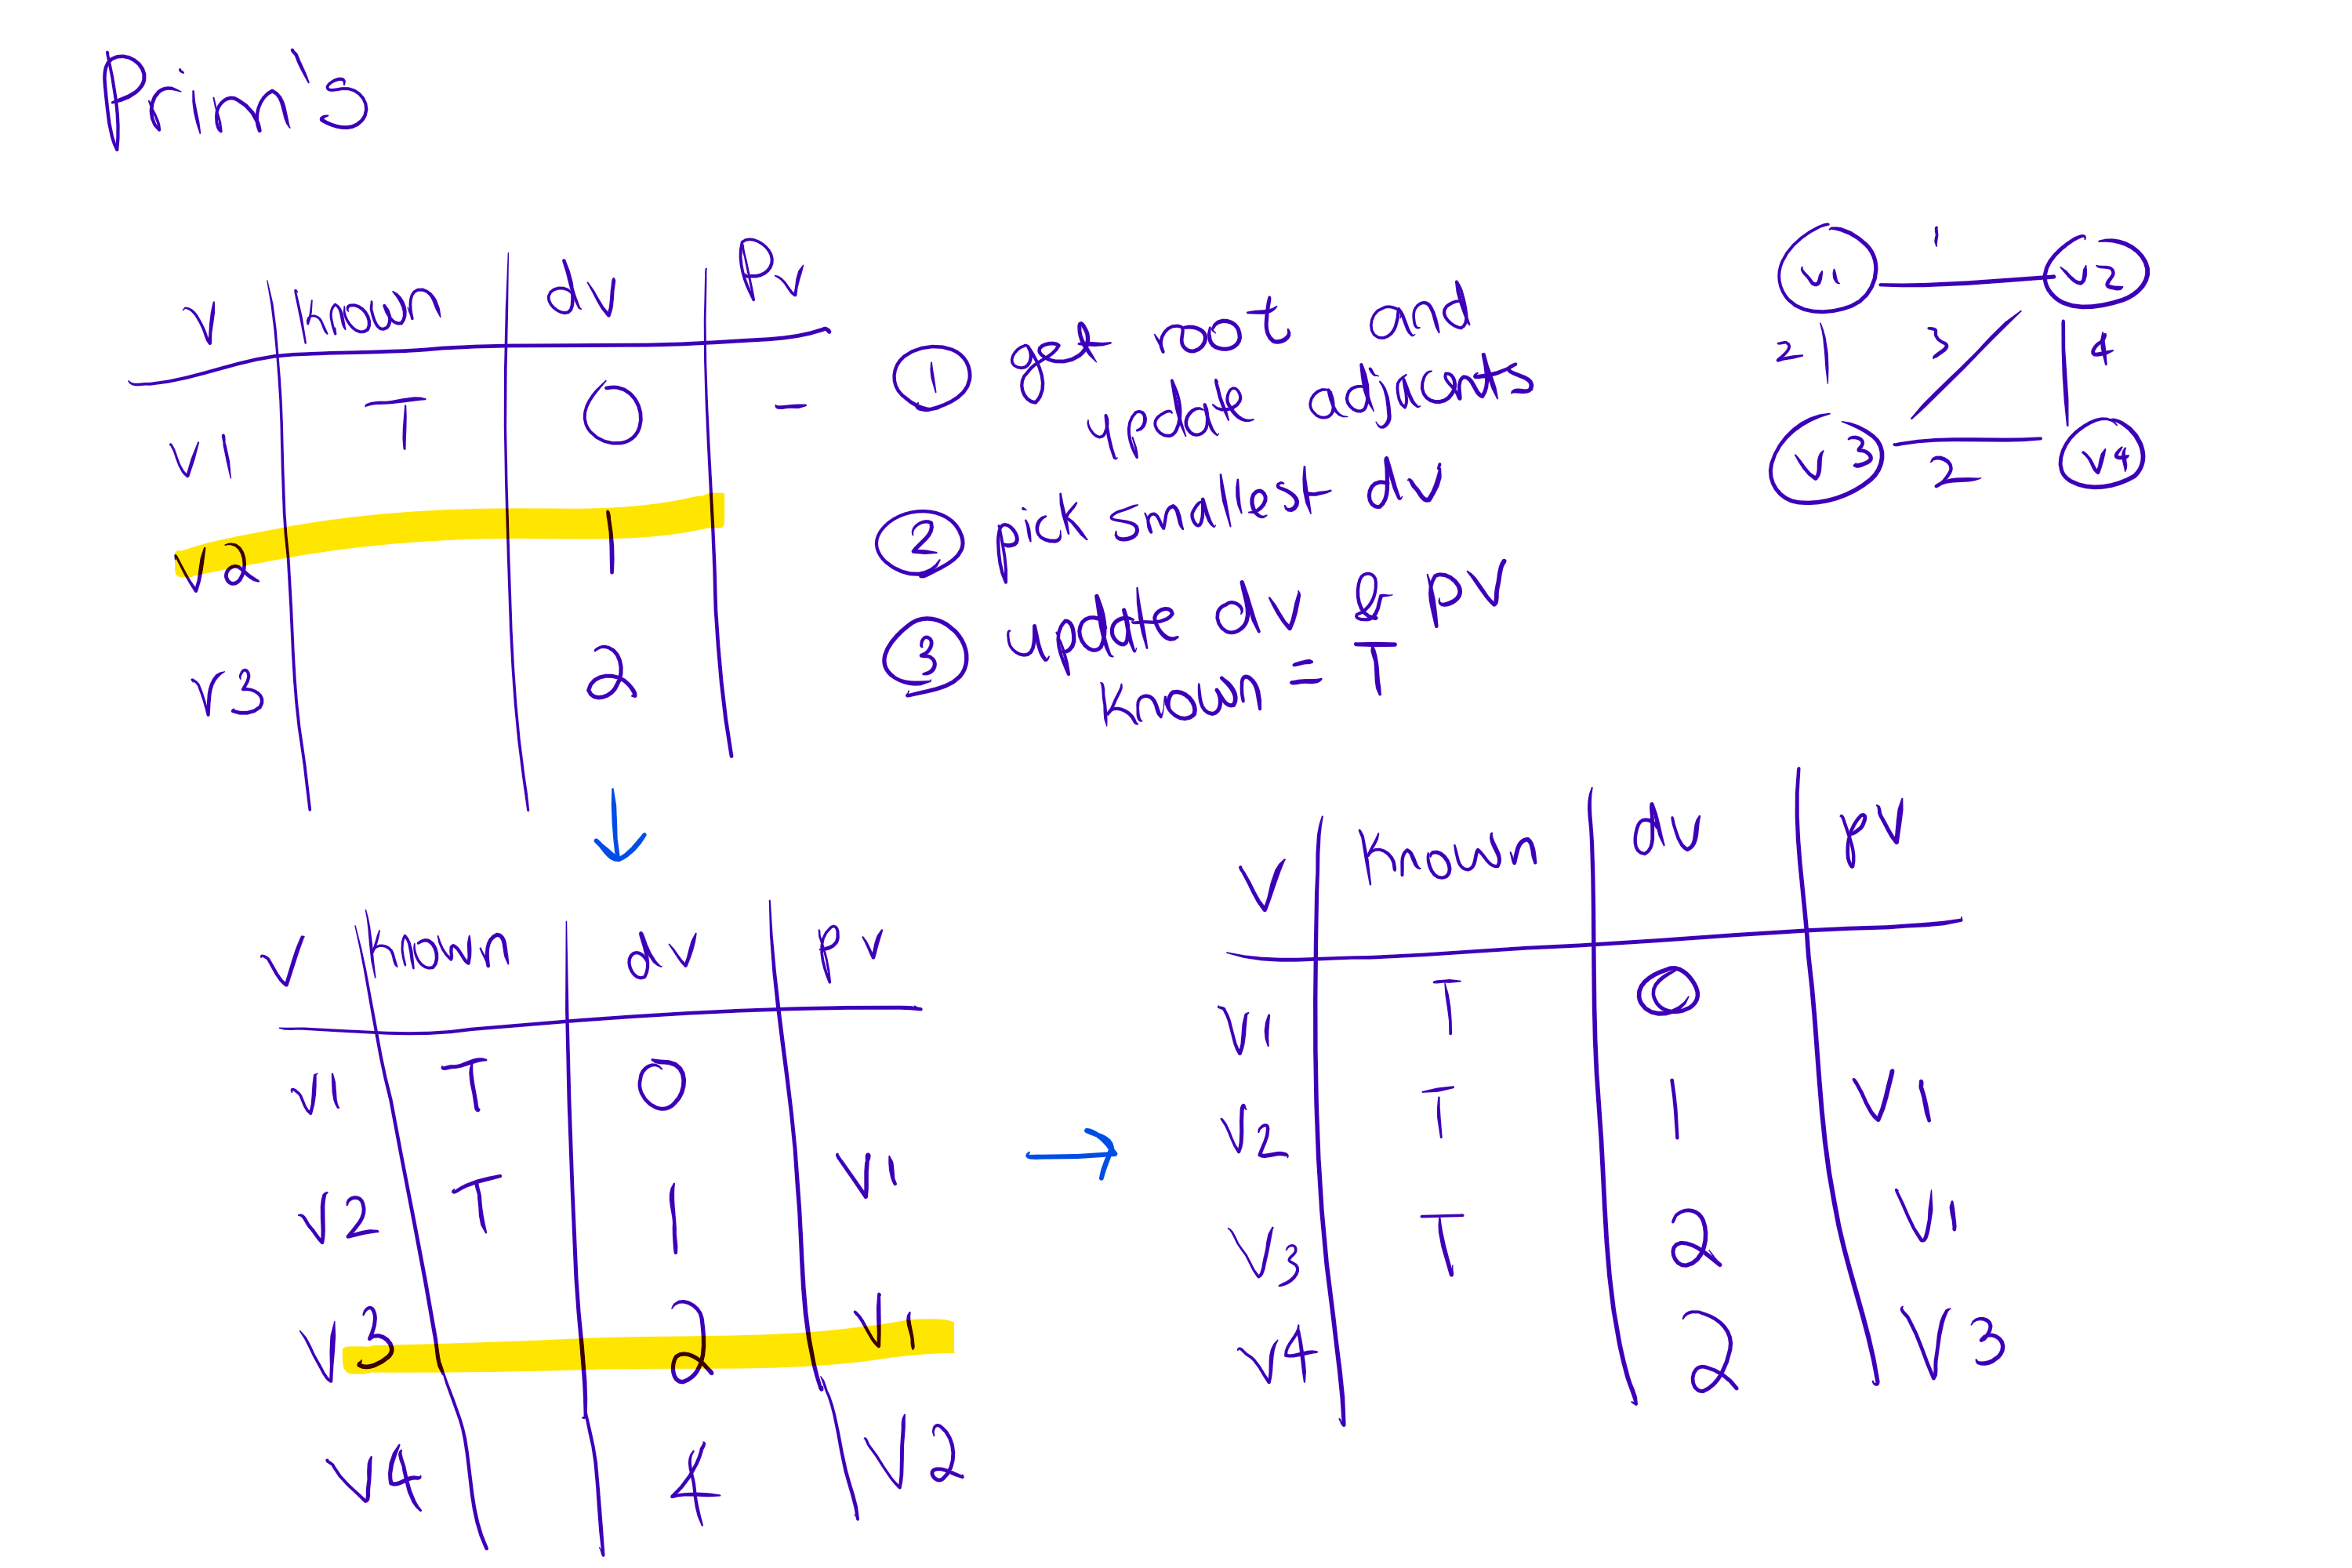 Prim's
V Known dv Pv
V1 T 0 -
V2 1
V3 2
① get root and
update adjacents
② pick smallest dv
③ update dv & pv
Known = T
V1 1 V2
2 3 4
V3 2 V4
V Known dv Pv
V1 T 0
V2 T 1 V1
V3 2 V1
V4 4 V2
V Known dv pv
V1 T 0
V2 T 1 V1
V3 T 2 V1
V4 2 V3